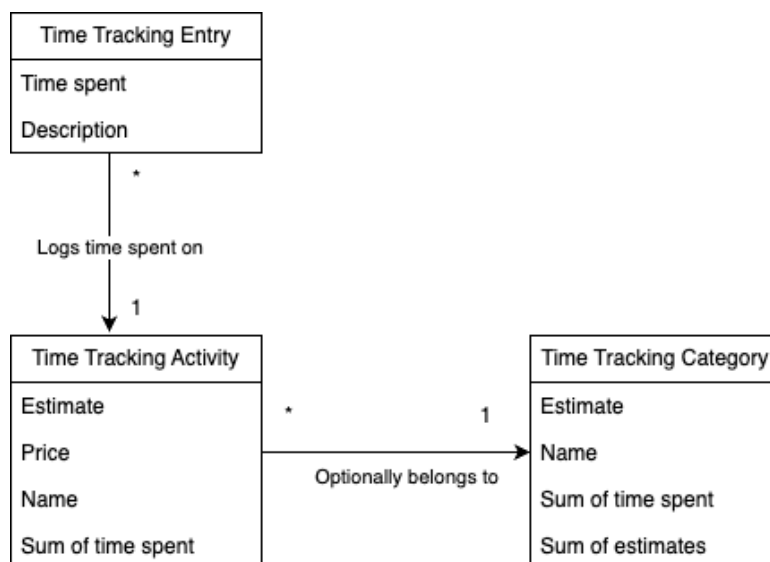 Time Tracking Entry
Time spent
Description
*
Logs time spent on
1
Time Tracking Activity
Estimate
Price
Name
Sum of time spent
*
1
Optionally belongs to
Time Tracking Category
Estimate
Name
Sum of time spent
Sum of estimates